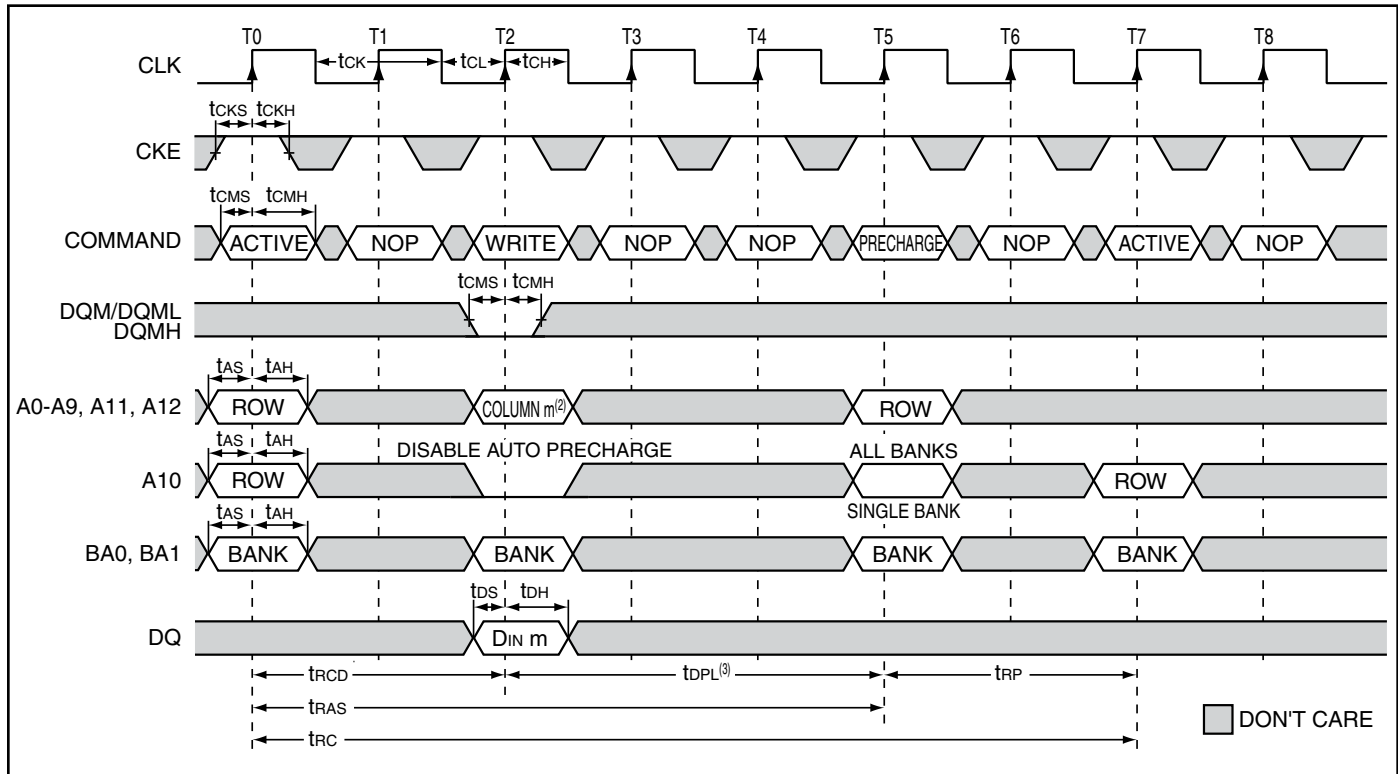 T0 T1 T2 T3 T4 T5 T6 T7 T8
CLK tCK tCL tCH
tCKS tCKH
CKE
tCMS tCMH
COMMAND ACTIVE NOP WRITE NOP NOP PRECHARGE NOP ACTIVE NOP
tCMS tCMH
DQM/DQML
DQMH
tAS tAH
A0-A9, A11, A12 ROW COLUMN m(2) ROW
tAS tAH DISABLE AUTO PRECHARGE ALL BANKS
A10 ROW ROW
tAS tAH SINGLE BANK
BA0, BA1 BANK BANK BANK BANK
tDS tDH
DQ DIN m
tRCD tDPL(3) tRP
tRAS
tRC
DON'T CARE